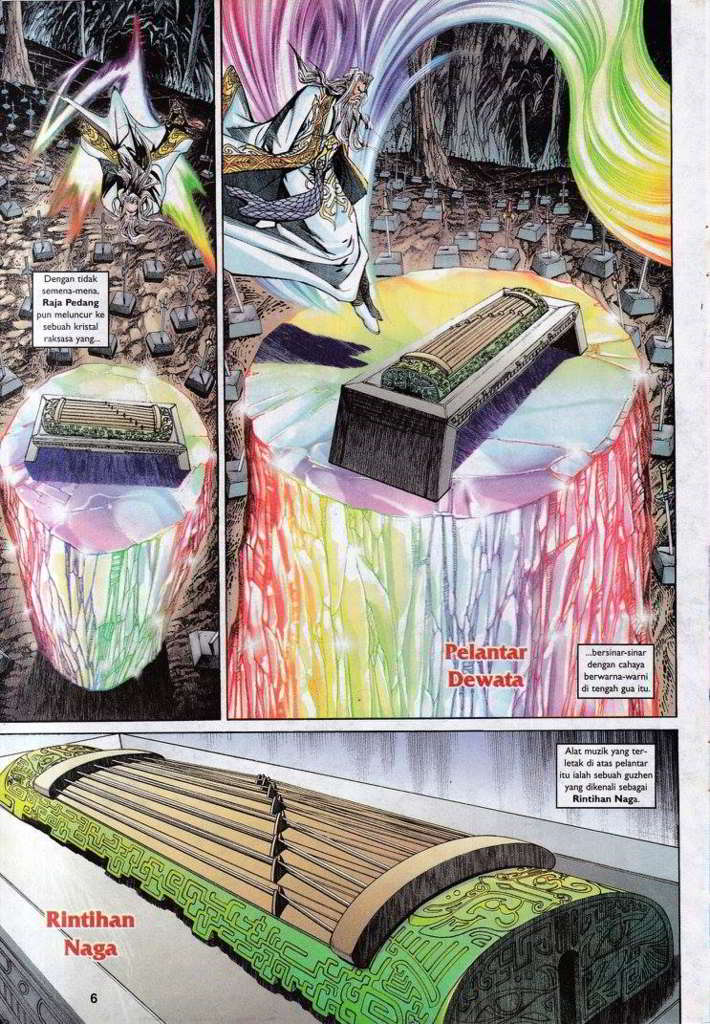 Dengan tidak
semena-mena,
Raja Pedang
pun meluncur ke
sebuah kristal
raksasa yang...
Pelantar
Dewata
...bersinar-sinar
dengan cahaya
berwarna-warni
di tengah gua itu.
Alat muzik yang ter-
letak di atas pelantar
itu ialah sebuah guzhen
yang dikenali sebagai
Rintihan Naga.
Rintihan
Naga
6